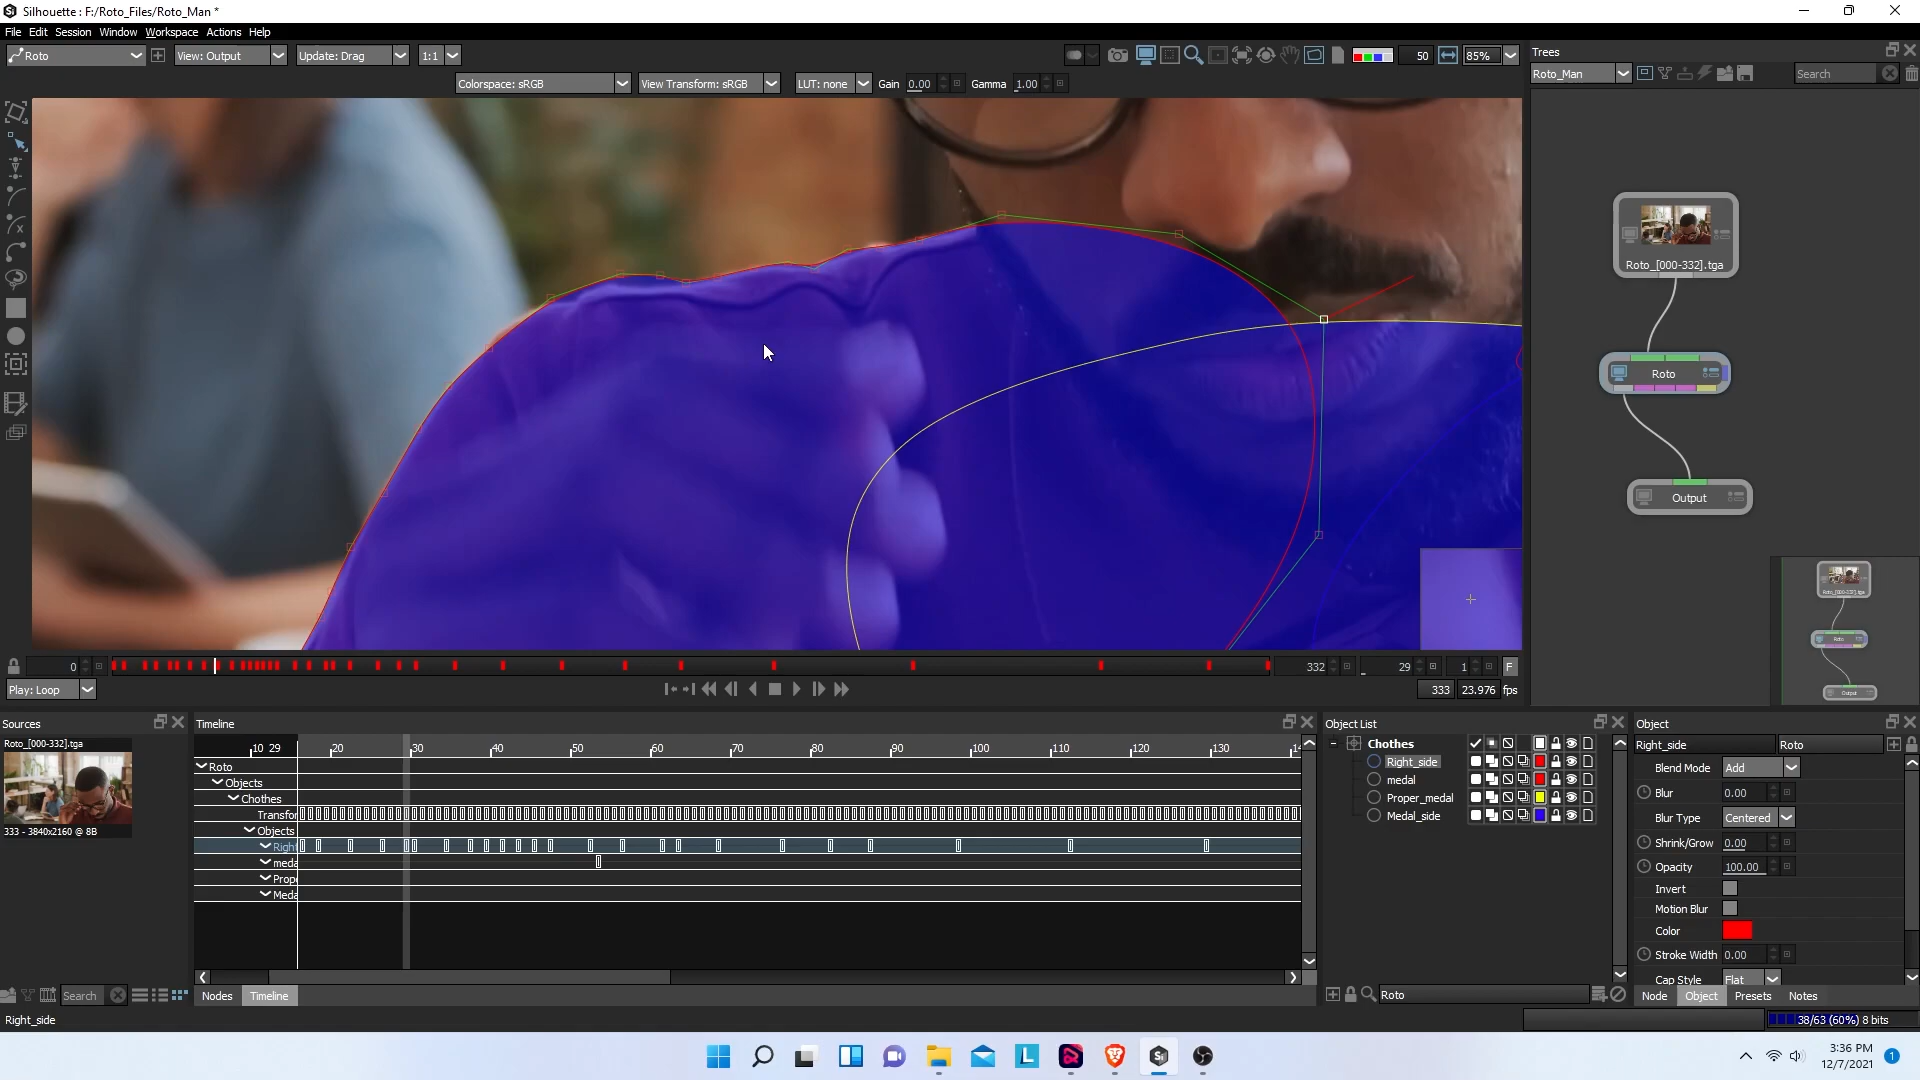 Silhouette : F:/Roto_Files/Roto_Man *
File Edit Session Window Workspace Actions Help
Roto View: Output Update: Drag 1:1 50 85%
Colorspace: sRGB View Transform: sRGB LUT: none Gain 0.00 Gamma 1.00
Trees
Roto_Man Search
Roto_[000-332].tga
Roto
Output
0 332 29 1 F
Play: Loop 333 23.976 fps
Sources
Roto_[000-332].tga
333 - 3840x2160 @ 8B
Search
Timeline
10 29 20 30 40 50 60 70 80 90 100 110 120 130
Roto
Objects
Chothes
Transfor
Objects
Right
meda
Prope
Meda
Nodes Timeline
Object List
Chothes
Right_side
medal
Proper_medal
Medal_side
Roto
Object
Right_side Roto
Blend Mode Add
Blur 0.00
Blur Type Centered
Shrink/Grow 0.00
Opacity 100.00
Invert
Motion Blur
Color
Stroke Width 0.00
Cap Style Flat
Node Object Presets Notes
Right_side
38/63 (60%) 8 bits
3:36 PM
12/7/2021
1